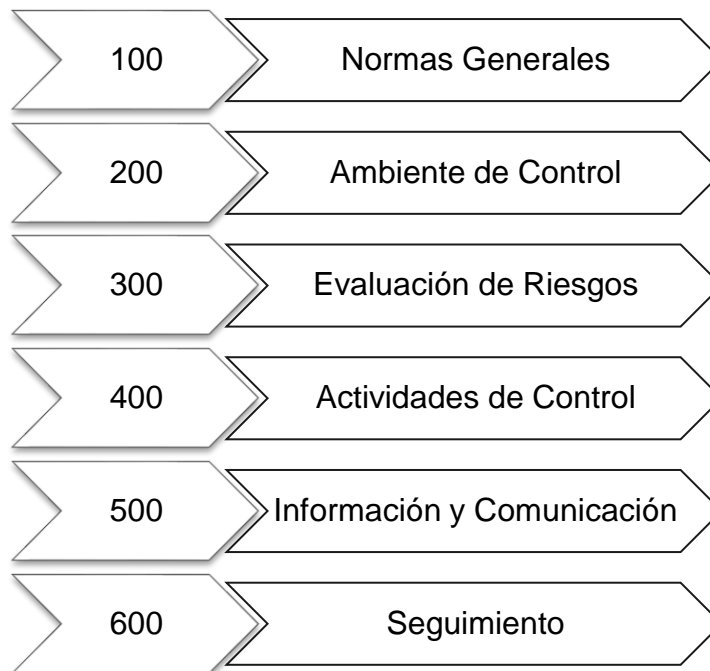 100
Normas Generales
200
Ambiente de Control
300
Evaluación de Riesgos
400
Actividades de Control
500
Información y Comunicación
600
Seguimiento